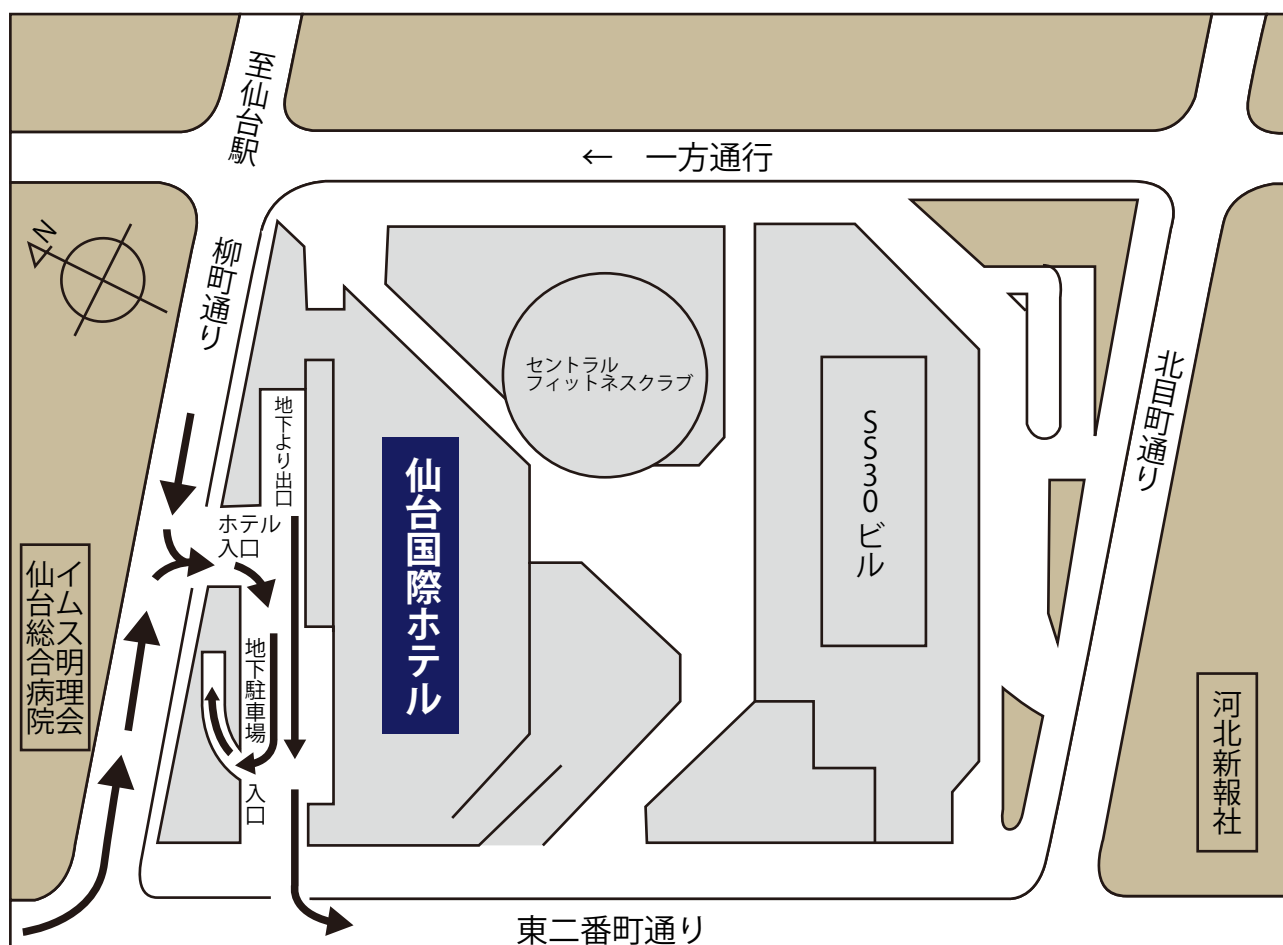 至仙台駅
← 一方通行
N
柳町通り
セントラル
フィットネスクラブ
北目町通り
地下より出口
仙台国際ホテル
SS30ビル
ホテル
入口
イムス明理会
仙台総合病院
地下駐車場
入口
河北新報社
東二番町通り